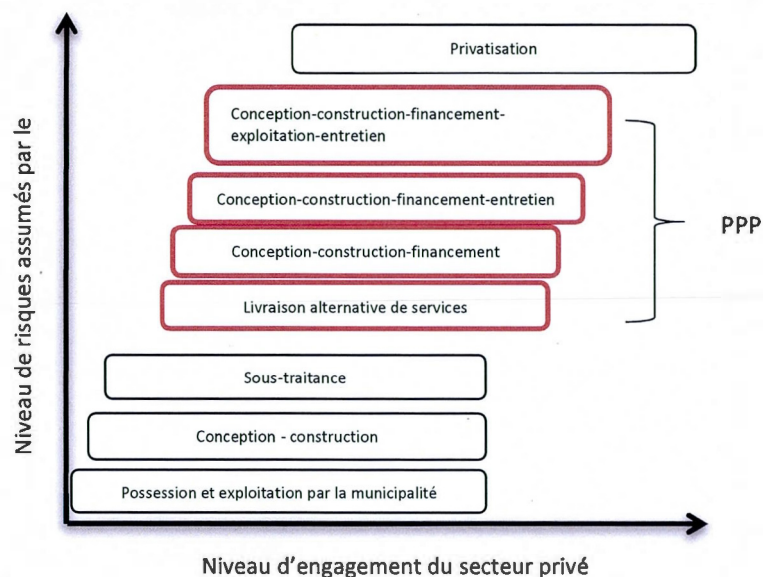 Privatisation
Conception-construction-financement-
exploitation-entretien
Conception-construction-financement-entretien
Conception-construction-financement
Livraison alternative de services
PPP
Sous-traitance
Conception - construction
Possession et exploitation par la municipalité
Niveau de risques assumés par le
Niveau d'engagement du secteur privé